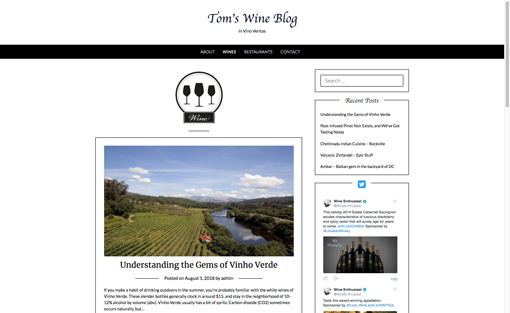 Tom's Wine Blog
In Vino Veritas
ABOUT WINES RESTAURANTS CONTACT
Wine
Understanding the Gems of Vinho Verde
Posted on August 1, 2018 by admin
If you make a habit of drinking outdoors in the summer, you're probably familiar with the white wines of
Vinho Verde. These slender bottles generally clock in around $15, and stay in the neighborhood of 10–
12% alcohol by volume (abv). Vinho Verde usually has a bit of spritz. Carbon dioxide (CO2) sometimes
occurs naturally, but…
Search …
Recent Posts
Understanding the Gems of Vinho Verde
Peat-Infused Pinot Noir Exists, and We've Got
Tasting Notes
Chettinadu Indian Cuisine – Rockville
Volcanic Zinfandel – Epic Stuff
Ambar – Balkan gem in the backyard of DC
Wine Enthusiast
@WineEnthusiast
This velvety 2014 Estate Cabernet Sauvignon
exudes characteristics of luscious blackberry
and spicy currant that will surely age for years
to come. Sponsored by
90
POINTS
Wine Enthusiast
@WineEnthusiast
Taste this award winning appellation.
Sponsored by